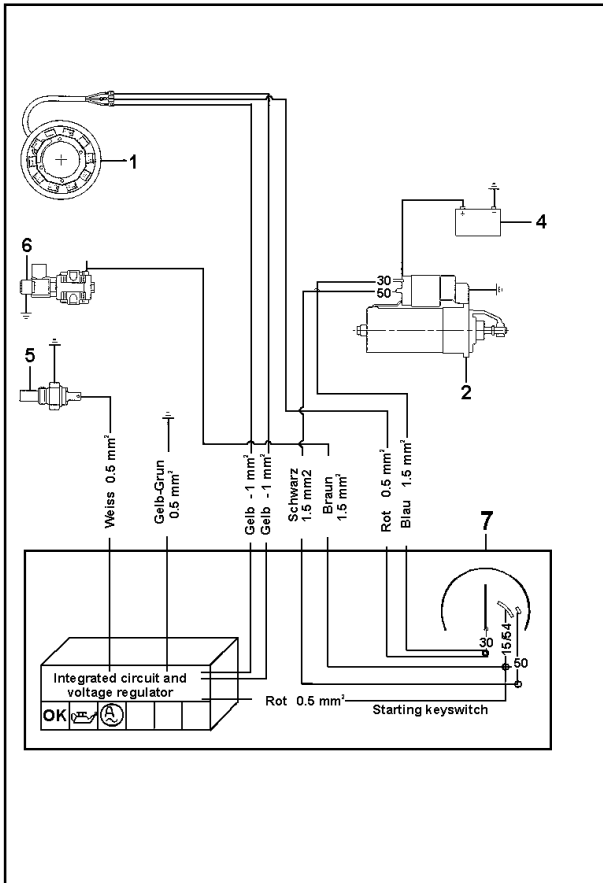 1
6
30
50
+
-
4
2
5
Weiss 0.5 mm²
Gelb-Grun
0.5 mm²
Gelb - 1 mm²
Gelb - 1 mm²
Schwarz
1.5 mm2
Braun
1.5 mm²
Rot 0.5 mm²
Blau 1.5 mm²
7
30
15/54
50
Integrated circuit and
voltage regulator
Rot 0.5 mm²
Starting keyswitch
OK
A